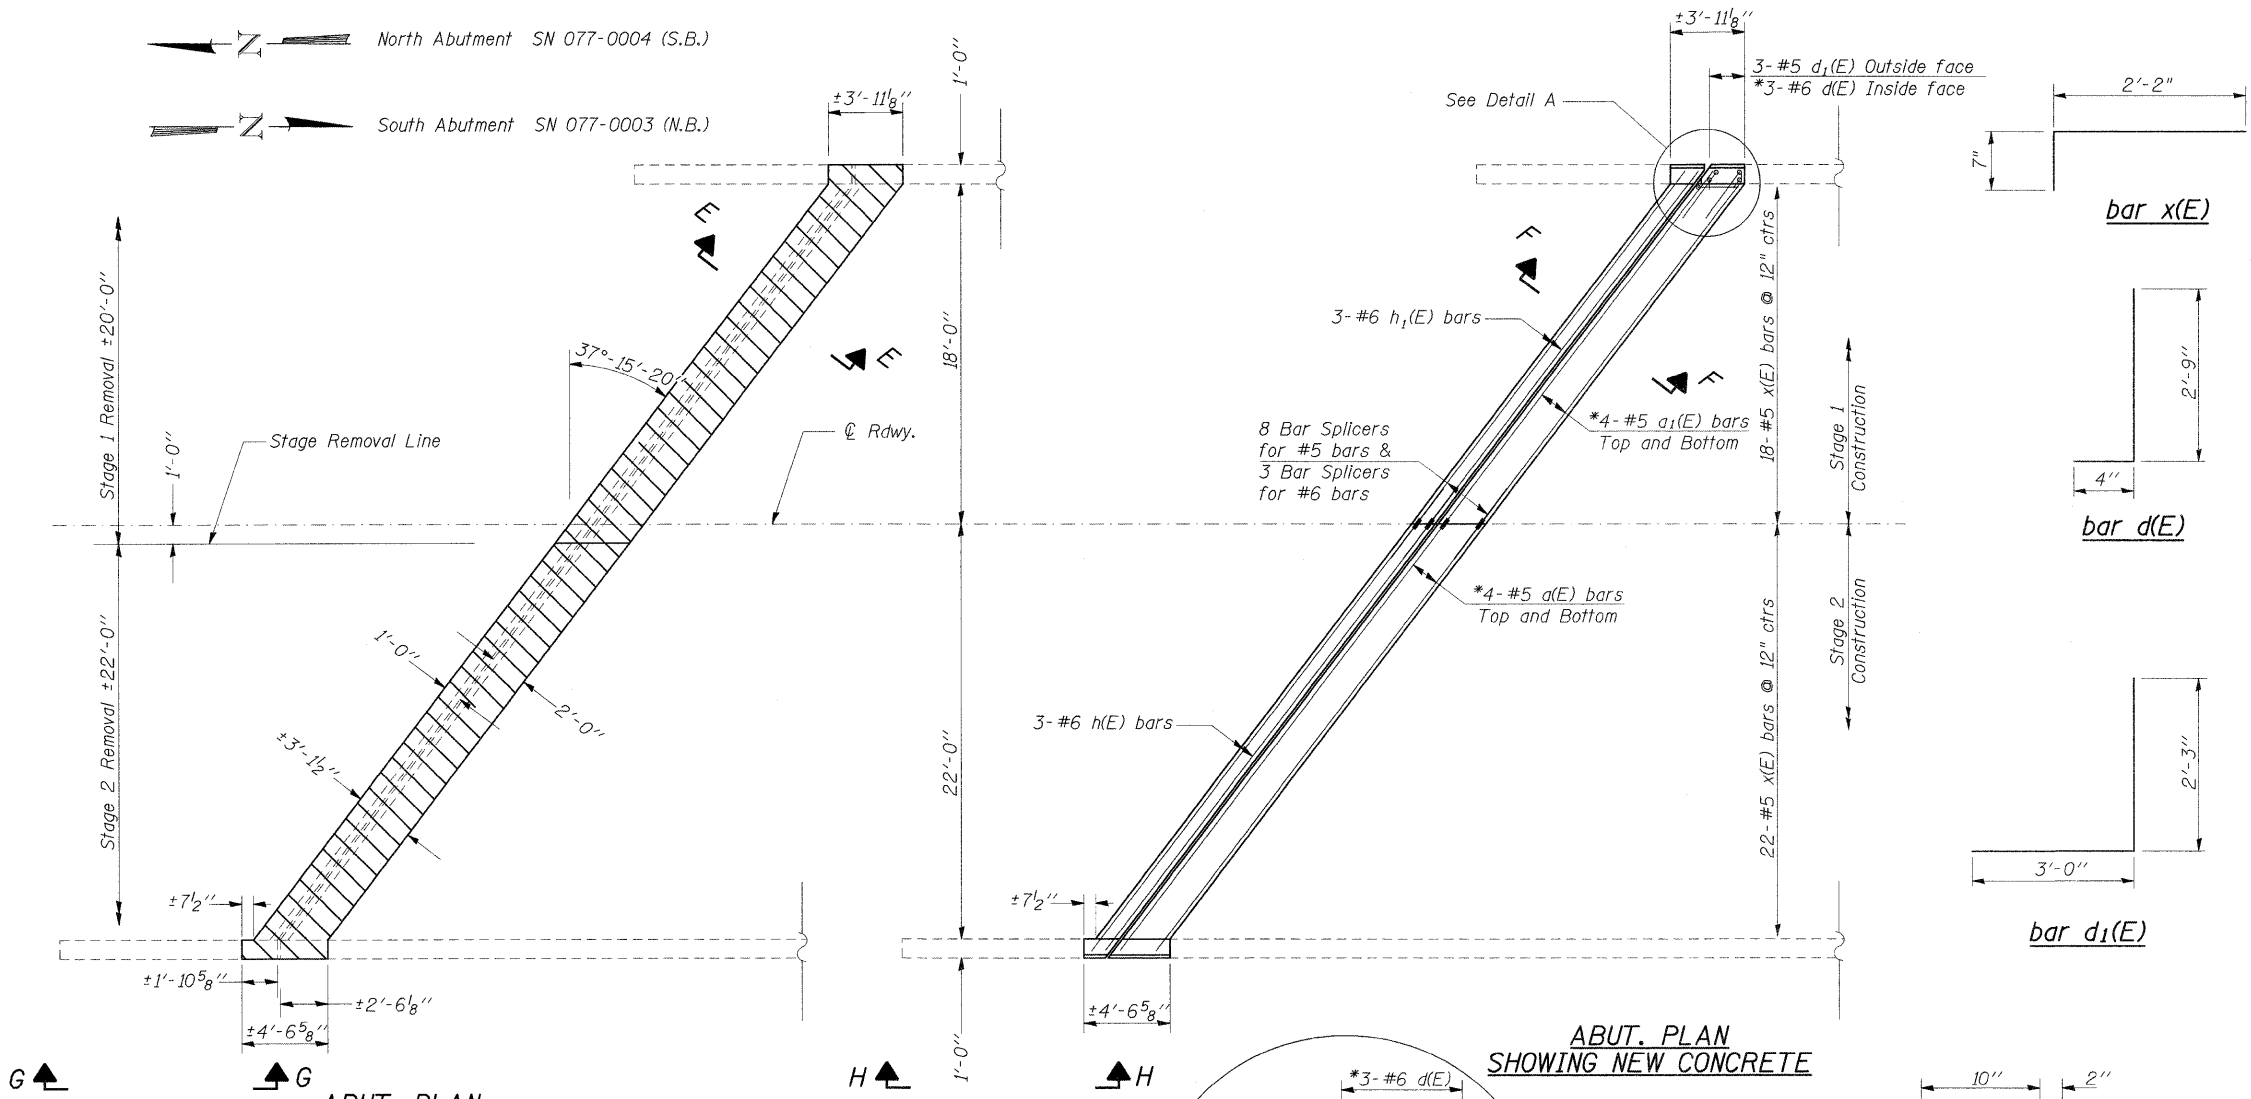 N North Abutment SN 077-0004 (S.B.)
N South Abutment SN 077-0003 (N.B.)
±3'-11⅛"
1'-0"
E
E
18'-0"
37°-15'-20"
Stage 1 Removal ±20'-0"
1'-0"
Stage Removal Line
℄ Rdwy.
Stage 2 Removal ±22'-0"
1'-0"
2'-0"
±3'-1½"
22'-0"
±7½"
±1'-10⅝"
±2'-6⅛"
±4'-6⅝"
1'-0"
G
G
ABUT. PLAN
±3'-11⅛"
3-#5 d₁(E) Outside face
*3-#6 d(E) Inside face
See Detail A
F
F
3-#6 h₁(E) bars
18-#5 x(E) bars @ 12" ctrs
*4-#5 a₁(E) bars
Top and Bottom
8 Bar Splicers
for #5 bars &
3 Bar Splicers
for #6 bars
Stage 1
Construction
*4-#5 a(E) bars
Top and Bottom
Stage 2
Construction
22-#5 x(E) bars @ 12" ctrs
3-#6 h(E) bars
±7½"
±4'-6⅝"
H
H
ABUT. PLAN
SHOWING NEW CONCRETE
*3-#6 d(E)
2'-2"
7"
bar x(E)
2'-9"
4"
bar d(E)
2'-3"
3'-0"
bar d₁(E)
10"
2"